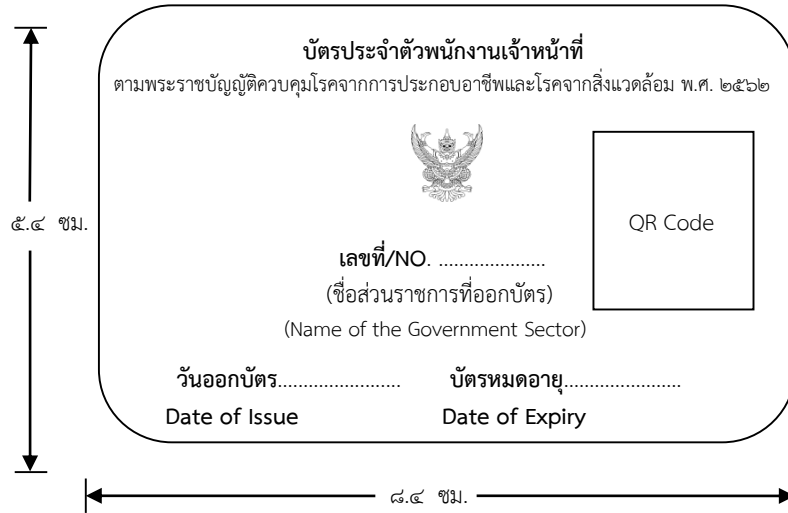 บัตรประจำตัวพนักงานเจ้าหน้าที่
ตามพระราชบัญญัติควบคุมโรคจากการประกอบอาชีพและโรคจากสิ่งแวดล้อม พ.ศ. ๒๕๖๒
QR Code
๕.๔ ซม.
เลขที่/NO. .....................
(ชื่อส่วนราชการที่ออกบัตร)
(Name of the Government Sector)
วันออกบัตร........................ บัตรหมดอายุ.......................
Date of Issue Date of Expiry
๘.๔ ซม.